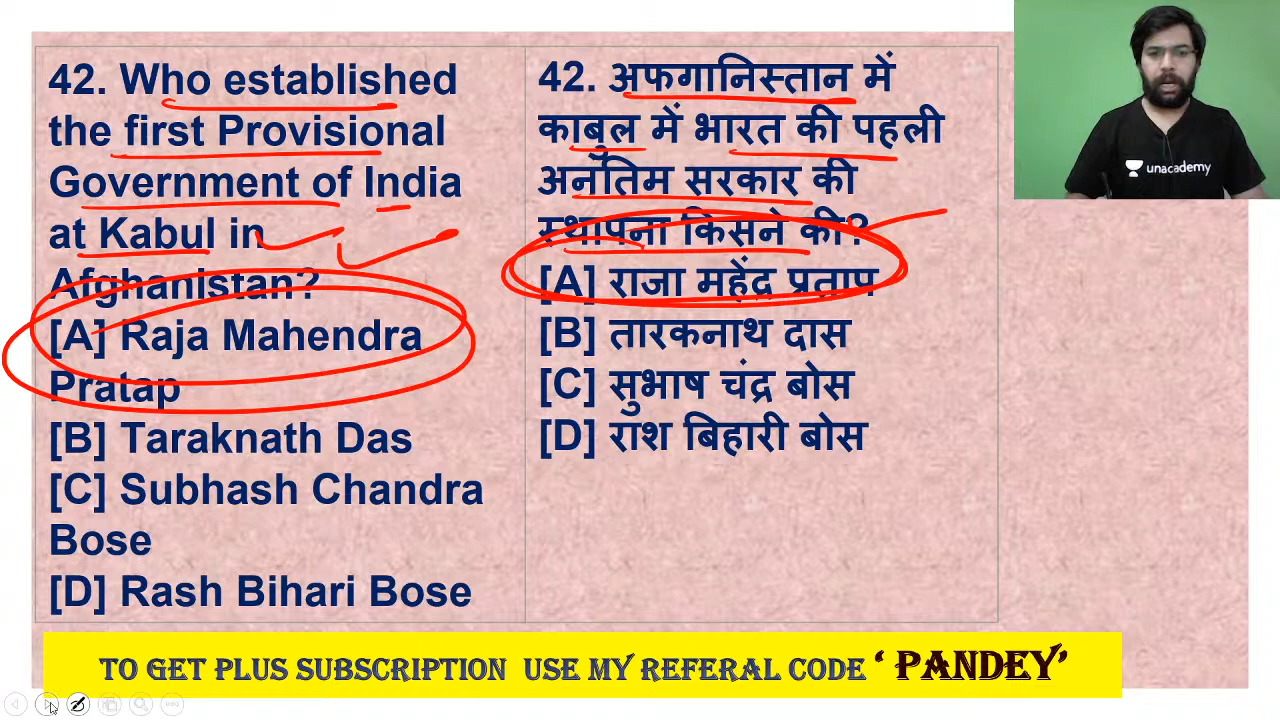 42. Who established
the first Provisional
Government of India
at Kabul in
Afghanistan?
[A] Raja Mahendra
Pratap
[B] Taraknath Das
[C] Subhash Chandra
Bose
[D] Rash Bihari Bose
42. अफगानिस्तान में
काबुल में भारत की पहली
अनंतिम सरकार की
स्थापना किसने की?
[A] राजा महेंद्र प्रताप
[B] तारकनाथ दास
[C] सुभाष चंद्र बोस
[D] राश बिहारी बोस
unacademy
TO GET PLUS SUBSCRIPTION USE MY REFERAL CODE ‘ PANDEY’